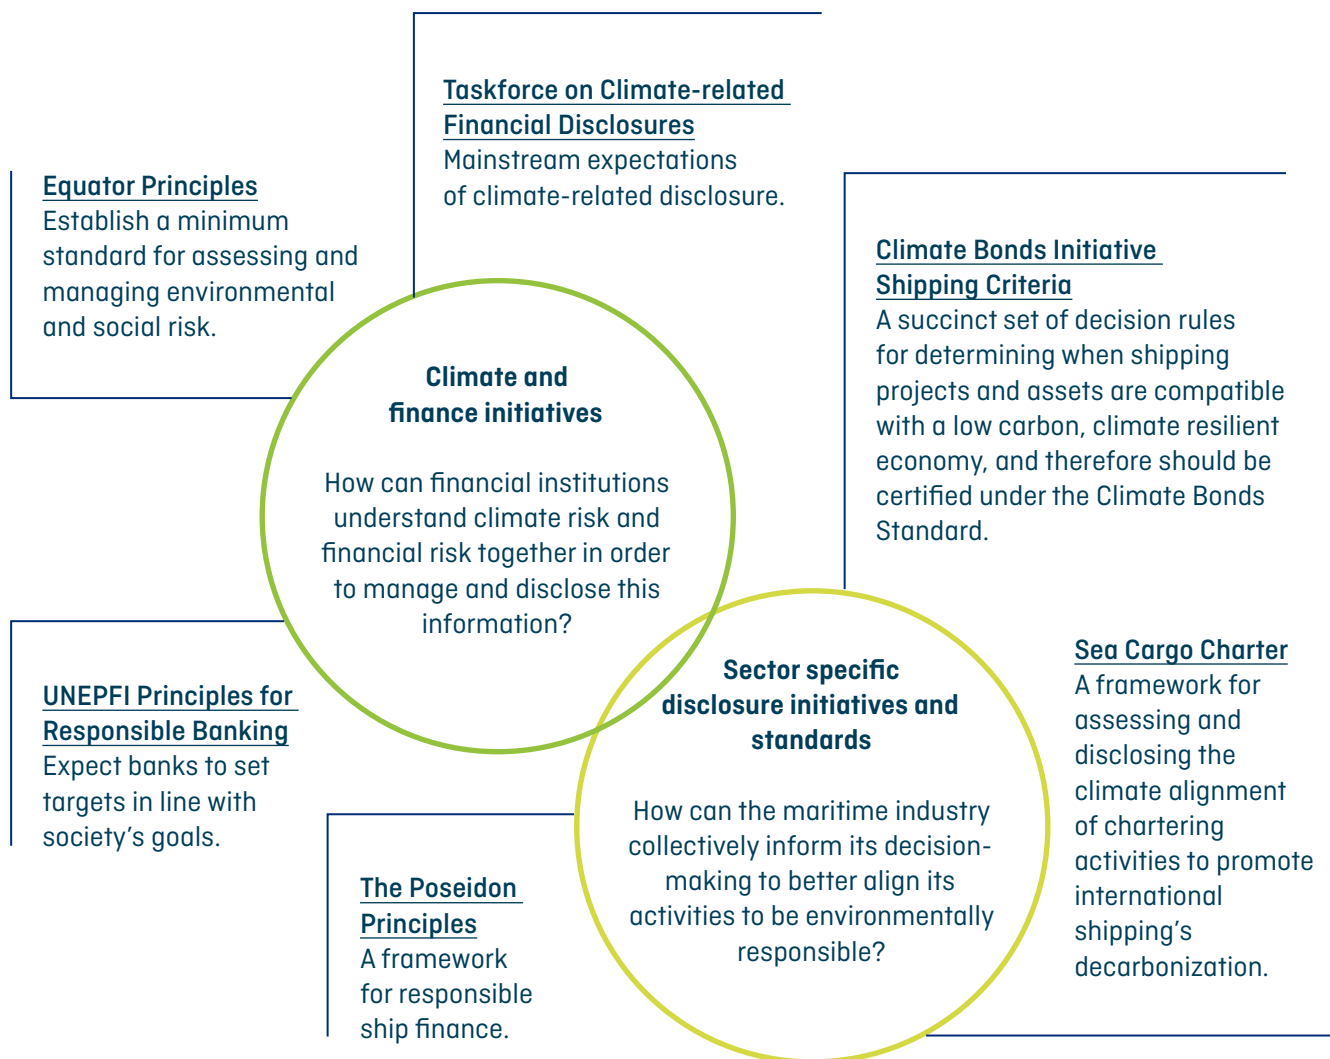 Taskforce on Climate-related
Financial Disclosures
Mainstream expectations
of climate-related disclosure.
Equator Principles
Establish a minimum
standard for assessing and
managing environmental
and social risk.
Climate Bonds Initiative
Shipping Criteria
A succinct set of decision rules
for determining when shipping
projects and assets are compatible
with a low carbon, climate resilient
economy, and therefore should be
certified under the Climate Bonds
Standard.
Climate and
finance initiatives
How can financial institutions
understand climate risk and
financial risk together in order
to manage and disclose this
information?
UNEPFI Principles for
Responsible Banking
Expect banks to set
targets in line with
society’s goals.
Sector specific
disclosure initiatives and
standards
How can the maritime industry
collectively inform its decision-
making to better align its
activities to be environmentally
responsible?
Sea Cargo Charter
A framework for
assessing and
disclosing the
climate alignment
of chartering
activities to promote
international
shipping’s
decarbonization.
The Poseidon
Principles
A framework
for responsible
ship finance.